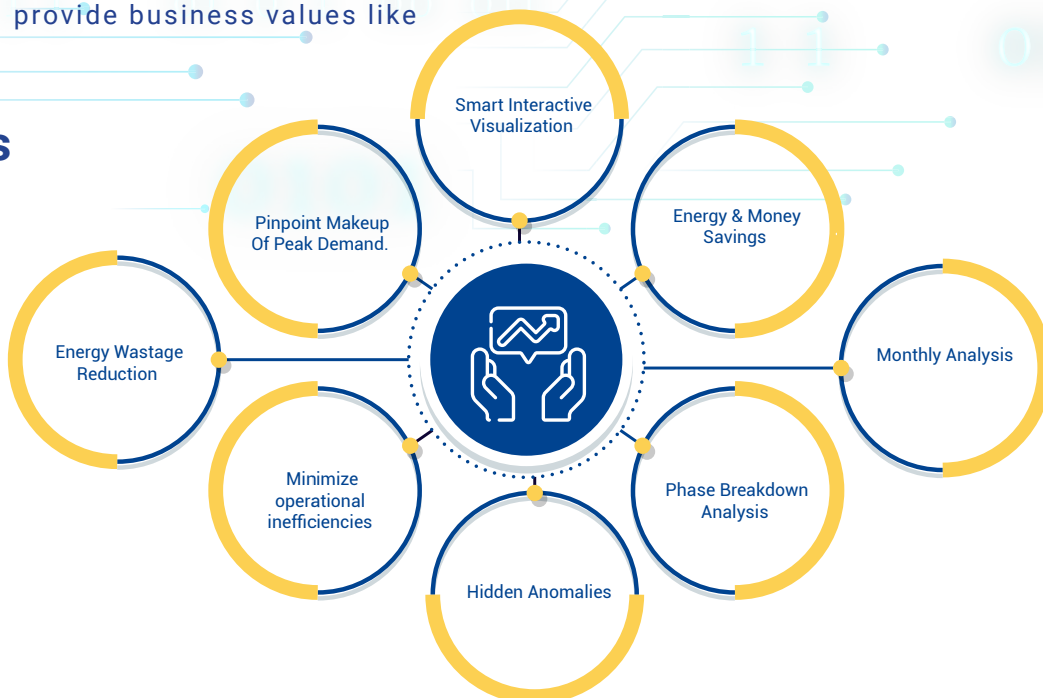 provide business values like
s
Smart Interactive
Visualization
Pinpoint Makeup
Of Peak Demand.
Energy & Money
Savings
Energy Wastage
Reduction
Monthly Analysis
Minimize
operational
inefficiencies
Phase Breakdown
Analysis
Hidden Anomalies